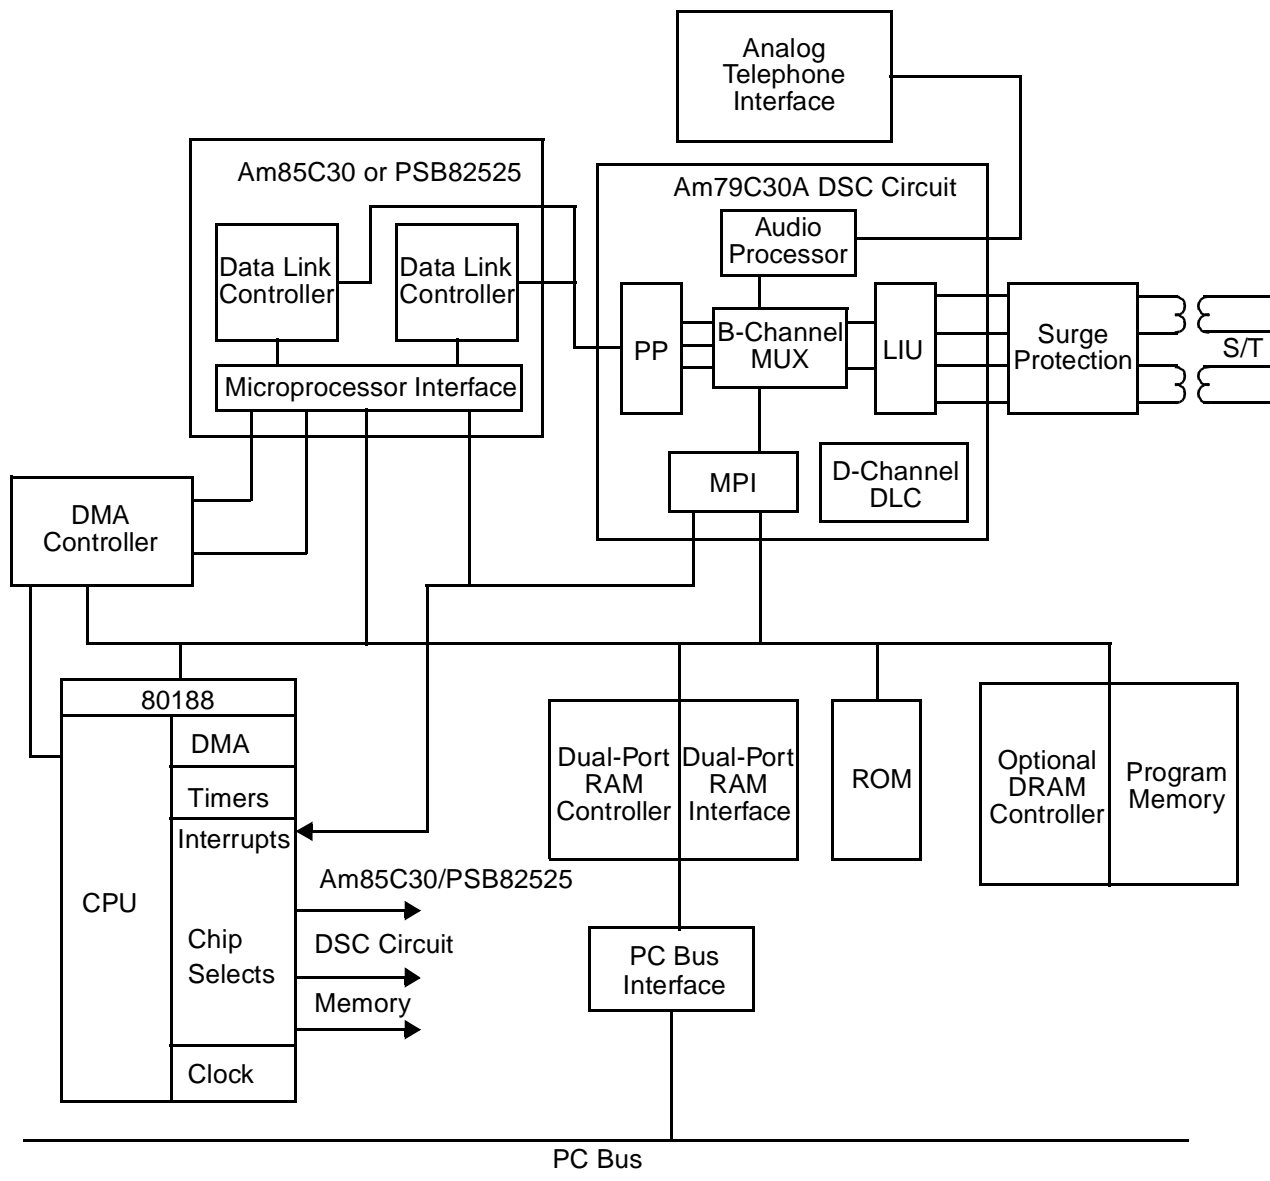 Analog
Telephone
Interface
Am85C30 or PSB82525
Am79C30A DSC Circuit
Audio
Processor
Data Link
Controller
Data Link
Controller
PP
B-Channel
MUX
LIU
Surge
Protection
S/T
Microprocessor Interface
MPI
D-Channel
DLC
DMA
Controller
80188
DMA
Timers
Interrupts
CPU
Chip
Selects
Clock
Am85C30/PSB82525
DSC Circuit
Memory
Dual-Port
RAM
Controller
Dual-Port
RAM
Interface
ROM
Optional
DRAM
Controller
Program
Memory
PC Bus
Interface
PC Bus